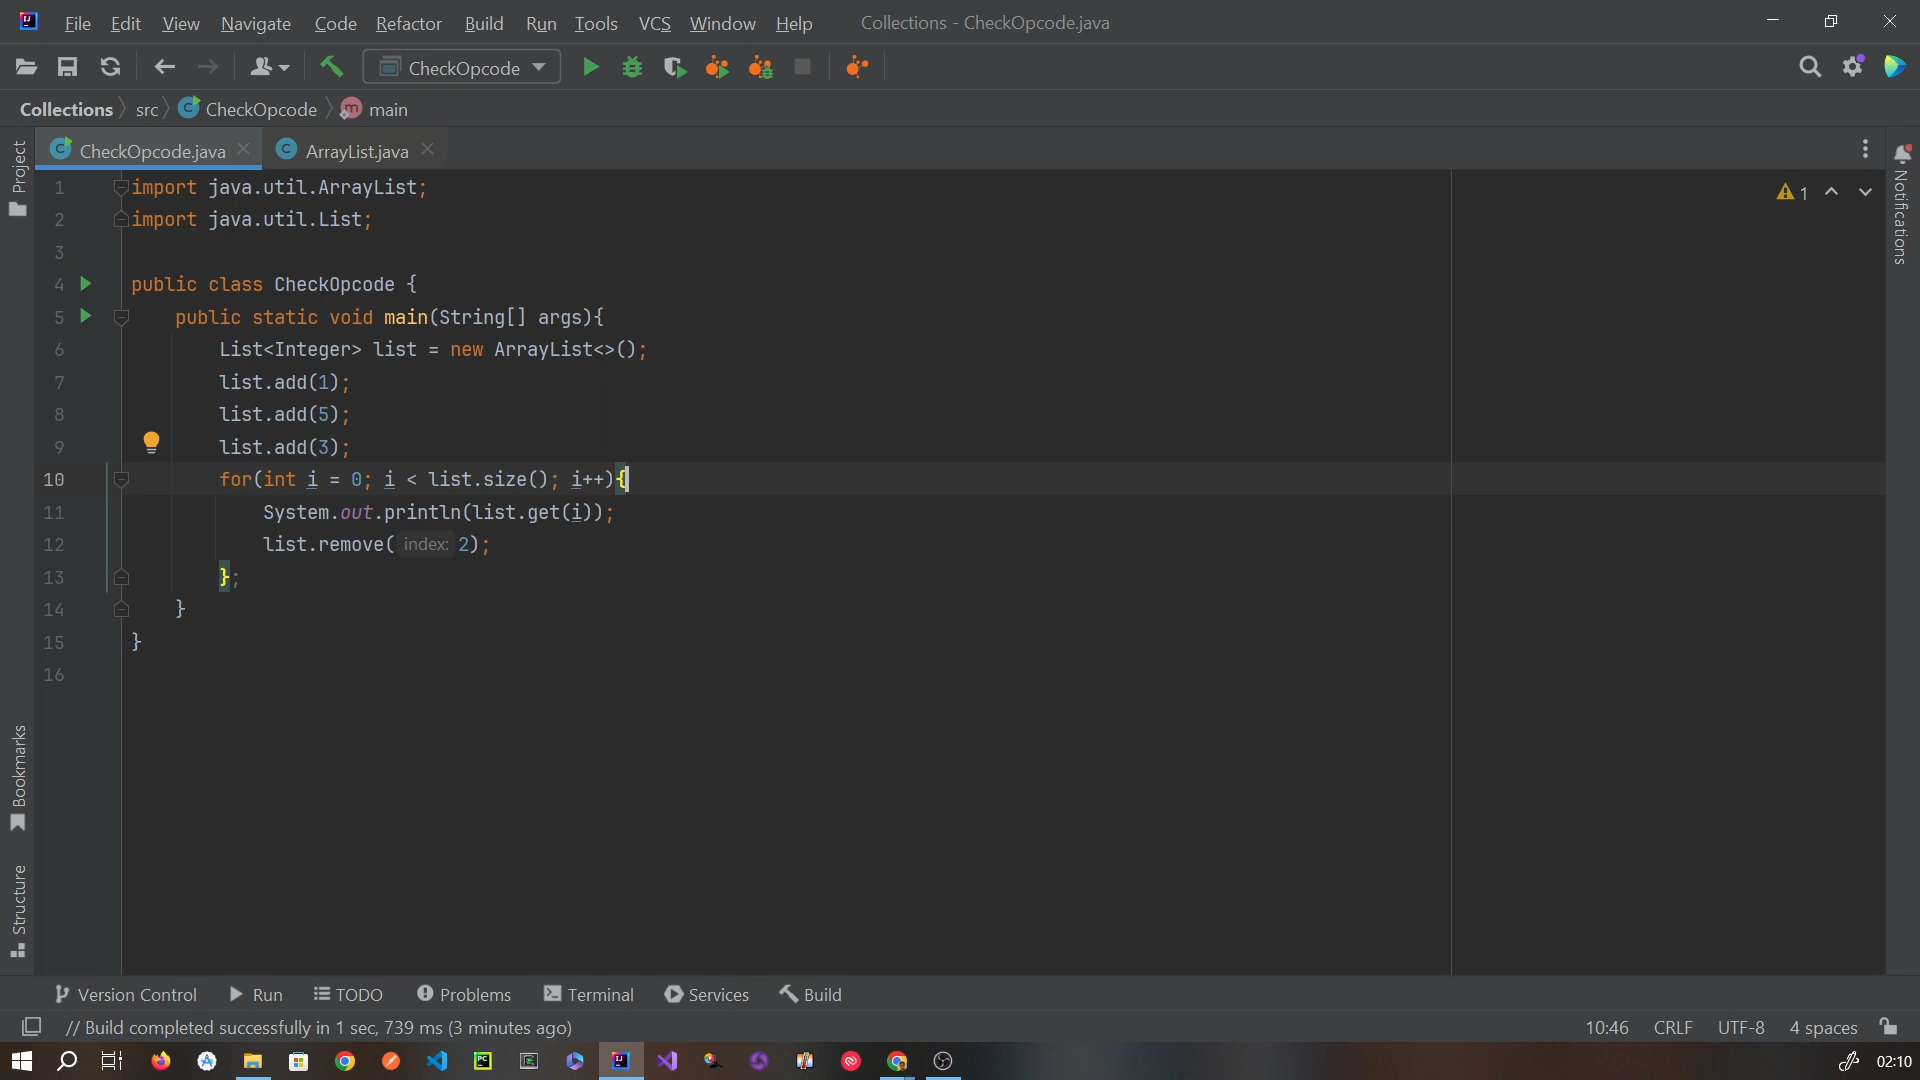 File Edit View Navigate Code Refactor Build Run Tools VCS Window Help Collections - CheckOpcode.java
CheckOpcode
Collections src CheckOpcode main
CheckOpcode.java ArrayList.java
1 import java.util.ArrayList;
2 import java.util.List;
3
4 public class CheckOpcode {
5 public static void main(String[] args){
6 List<Integer> list = new ArrayList<>();
7 list.add(1);
8 list.add(5);
9 list.add(3);
10 for(int i = 0; i < list.size(); i++){
11 System.out.println(list.get(i));
12 list.remove( index: 2);
13 };
14 }
15 }
16
1
Project
Bookmarks
Structure
Notifications
Version Control Run TODO Problems Terminal Services Build
// Build completed successfully in 1 sec, 739 ms (3 minutes ago) 10:46 CRLF UTF-8 4 spaces
02:10